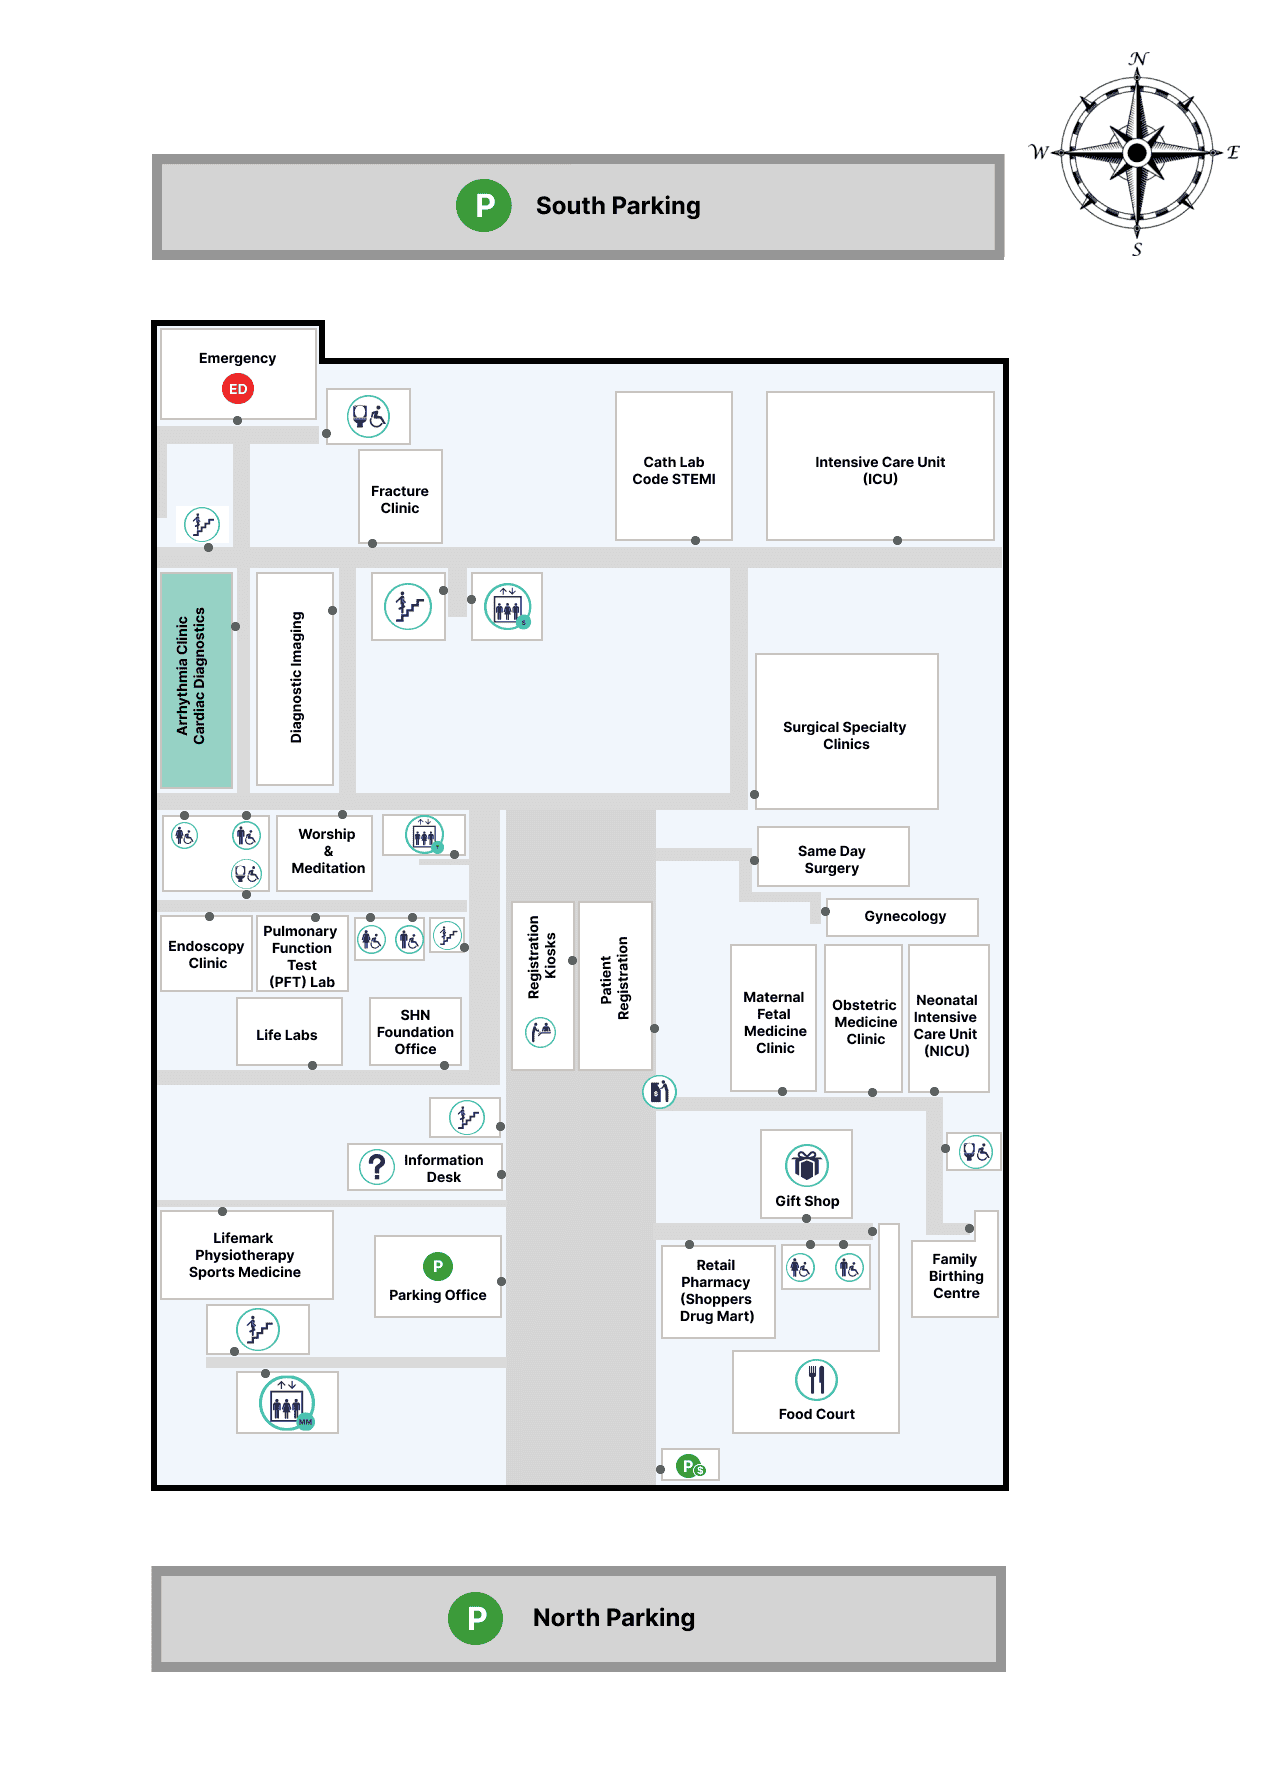 N
W
E
S
P
South Parking
Emergency
ED
Fracture
Clinic
Cath Lab
Code STEMI
Intensive Care Unit
(ICU)
S
Arrhythmia Clinic
Cardiac Diagnostics
Diagnostic Imaging
Surgical Specialty
Clinics
Worship
&
Meditation
Same Day
Surgery
Gynecology
Endoscopy
Clinic
Pulmonary
Function
Test
(PFT) Lab
Registration
Kiosks
Patient
Registration
Life Labs
SHN
Foundation
Office
Maternal
Fetal
Medicine
Clinic
Obstetric
Medicine
Clinic
Neonatal
Intensive
Care Unit
(NICU)
$
?
Information
Desk
Gift Shop
Lifemark
Physiotherapy
Sports Medicine
P
Parking Office
Retail
Pharmacy
(Shoppers
Drug Mart)
Family
Birthing
Centre
MM
Food Court
P
S
P
North Parking